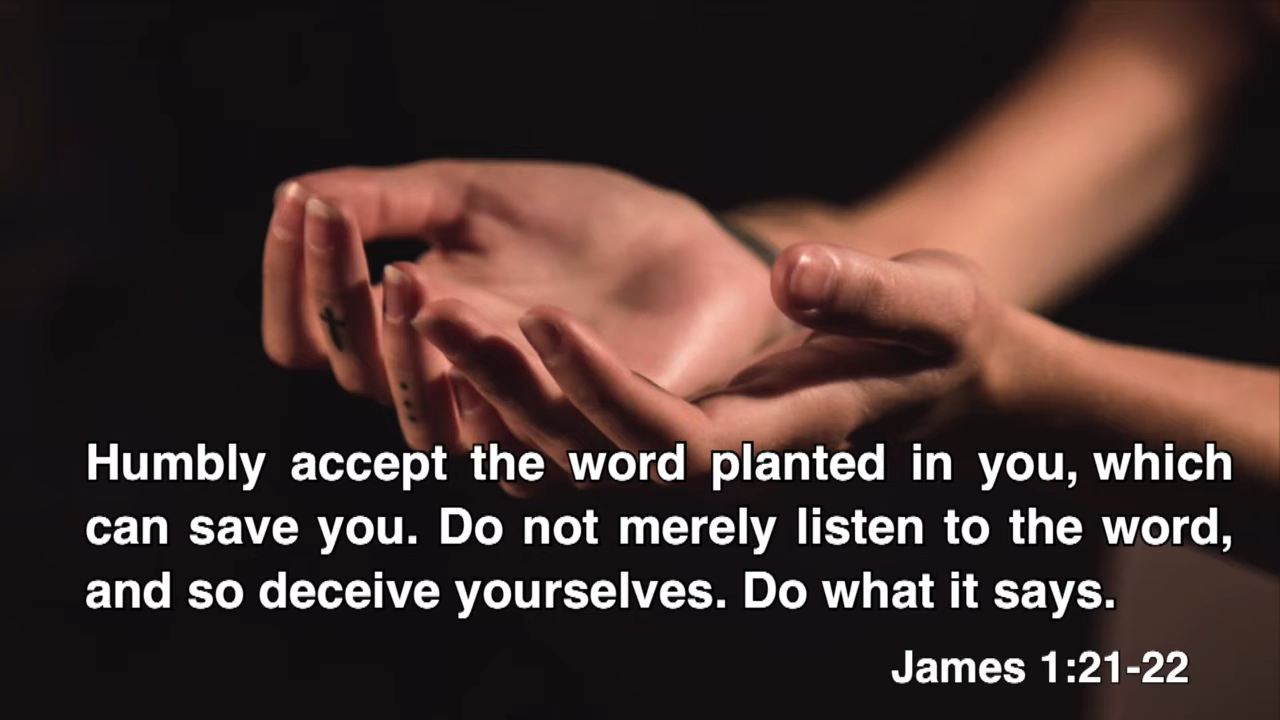 Humbly accept the word planted in you, which
can save you. Do not merely listen to the word,
and so deceive yourselves. Do what it says.
James 1:21-22